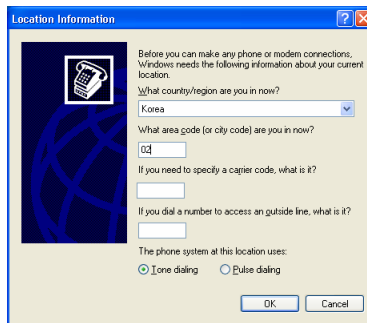 Location Information
Before you can make any phone or modem connections,
Windows needs the following information about your current
location.
What country/region are you in now?
Korea
What area code (or city code) are you in now?
02
If you need to specify a carrier code, what is it?
If you dial a number to access an outside line, what is it?
The phone system at this location uses:
Tone dialing Pulse dialing
OK Cancel